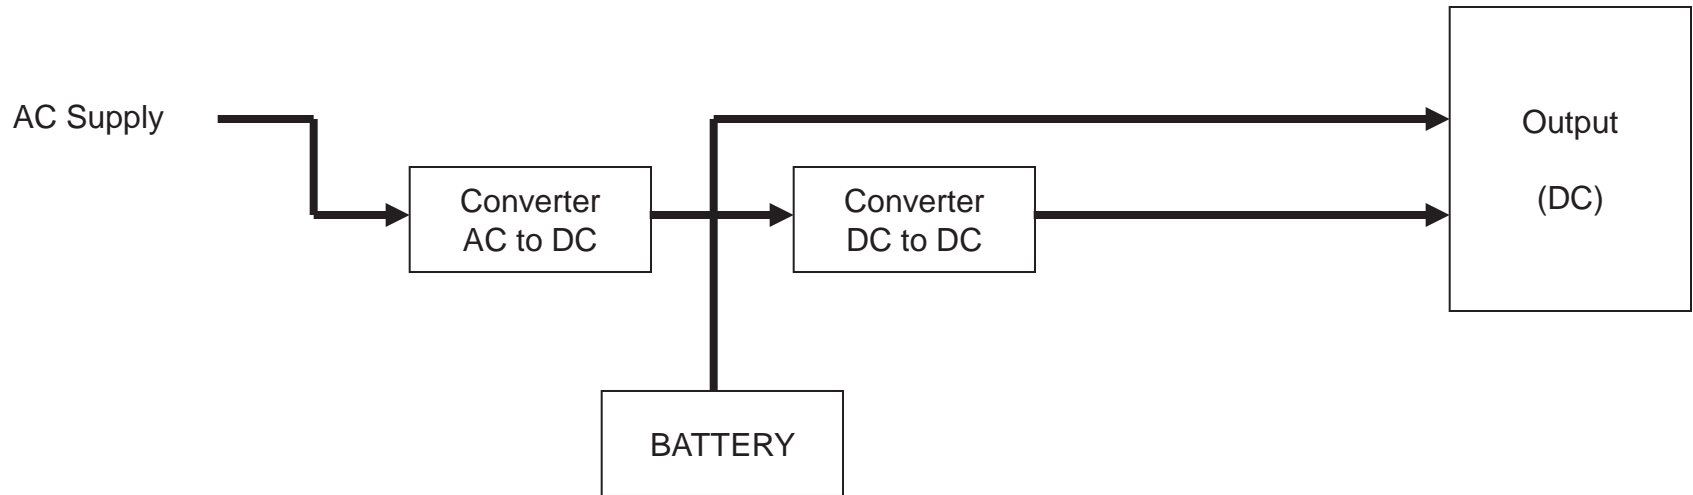 AC Supply
Converter
AC to DC
Converter
DC to DC
Output
(DC)
BATTERY